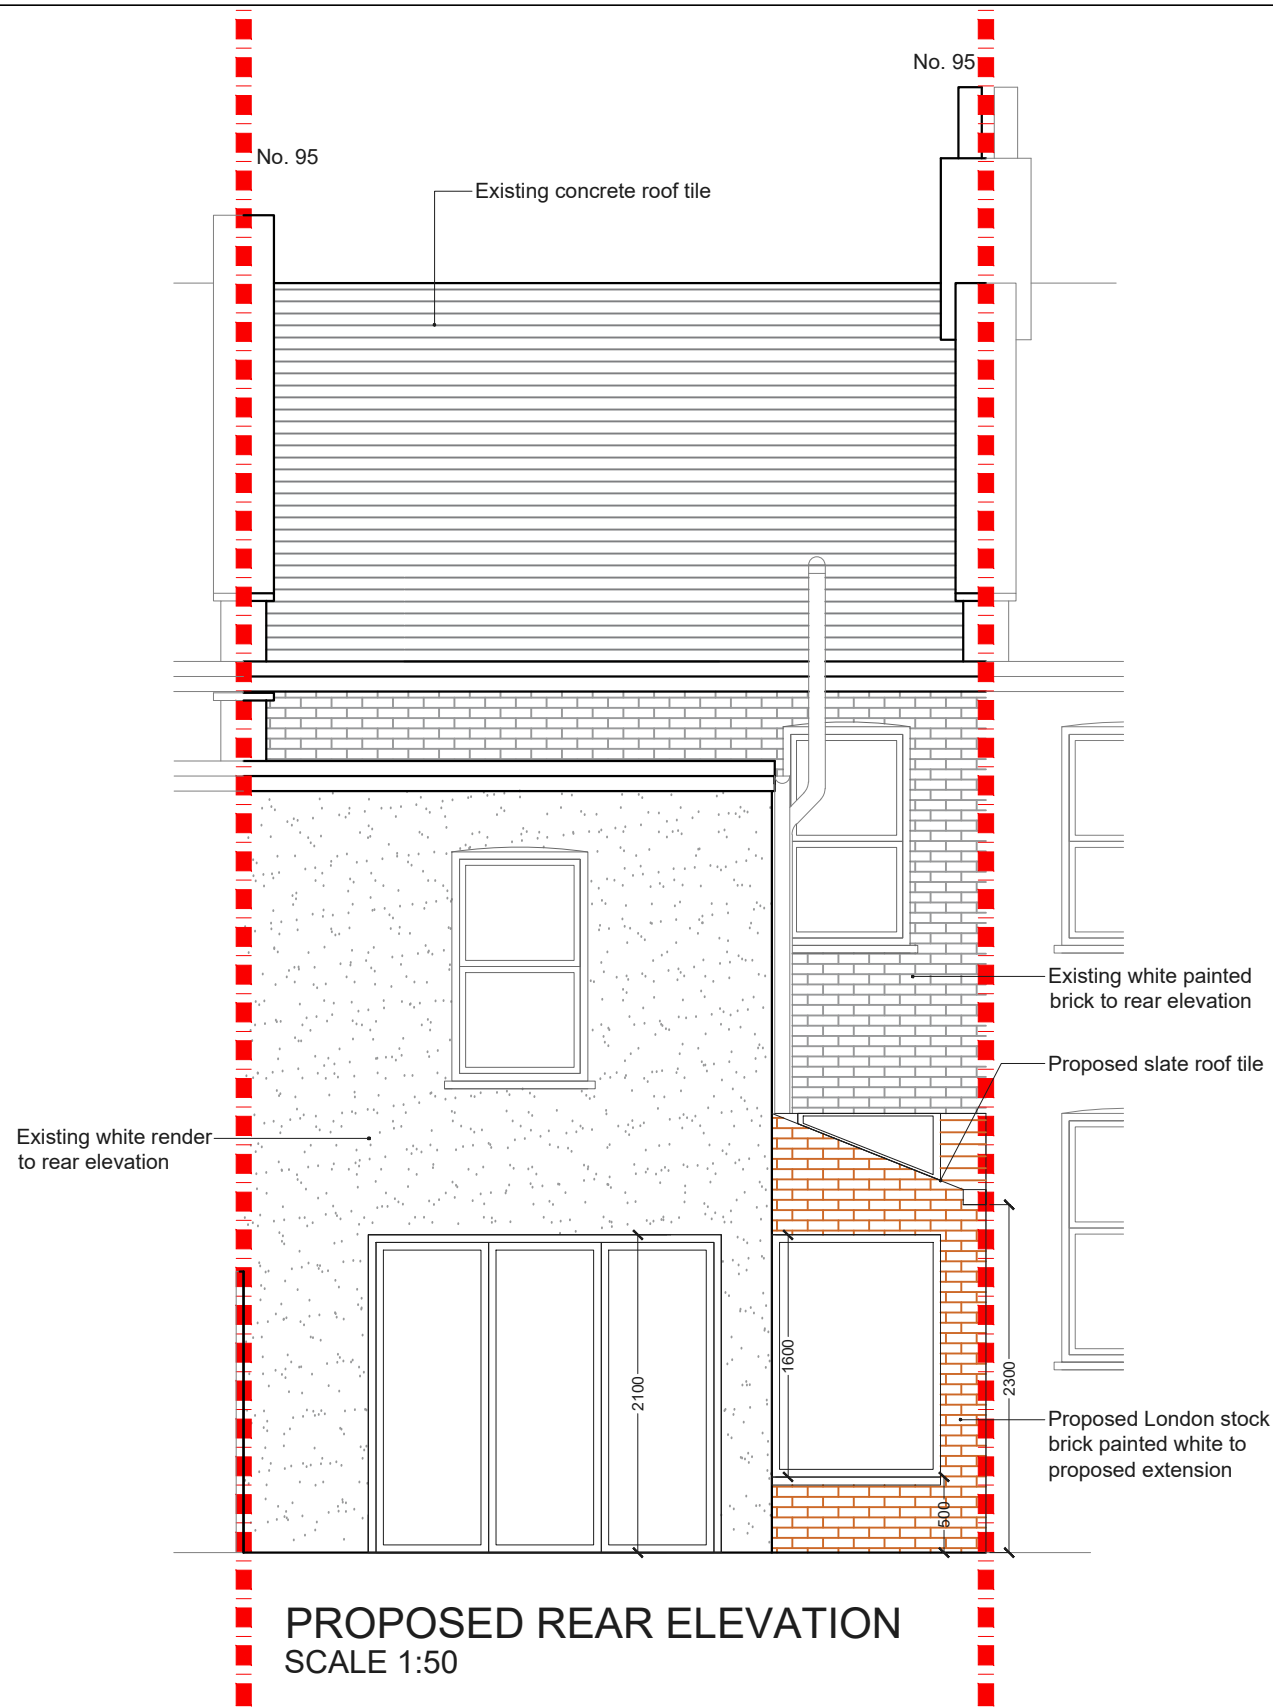 No. 95
No. 95
Existing concrete roof tile
Existing white painted
brick to rear elevation
Proposed slate roof tile
Existing white render
to rear elevation
1600
2100
2300
500
Proposed London stock
brick painted white to
proposed extension
PROPOSED REAR ELEVATION
SCALE 1:50